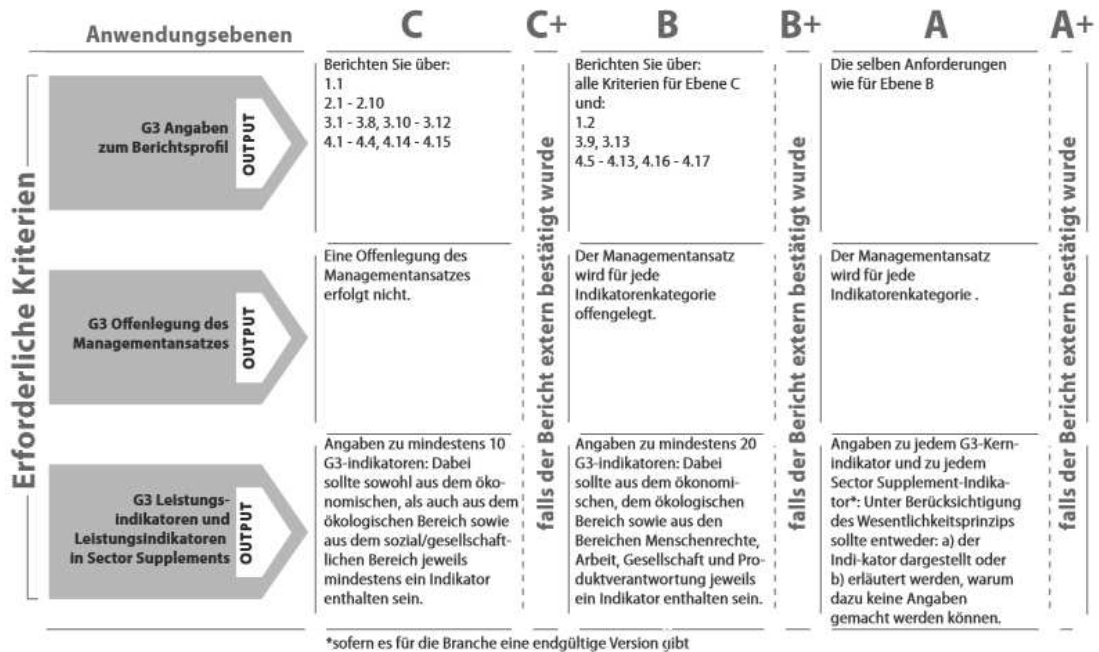 Anwendungsebenen
C
C+
B
B+
A
A+
Erforderliche Kriterien
G3 Angaben
zum Berichtsprofil
OUTPUT
Berichten Sie über:
1.1
2.1 - 2.10
3.1 - 3.8, 3.10 - 3.12
4.1 - 4.4, 4.14 - 4.15
falls der Bericht extern bestätigt wurde
Berichten Sie über:
alle Kriterien für Ebene C
und:
1.2
3.9, 3.13
4.5 - 4.13, 4.16 - 4.17
falls der Bericht extern bestätigt wurde
Die selben Anforderungen
wie für Ebene B
falls der Bericht extern bestätigt wurde
G3 Offenlegung des
Managementansatzes
OUTPUT
Eine Offenlegung des
Managementansatzes
erfolgt nicht.
Der Managementansatz
wird für jede
Indikatorenkategorie
offengelegt.
Der Managementansatz
wird für jede
Indikatorenkategorie .
G3 Leistungs-
indikatoren und
Leistungsindikatoren
in Sector Supplements
OUTPUT
Angaben zu mindestens 10
G3-indikatoren: Dabei
sollte sowohl aus dem öko-
nomischen, als auch aus dem
ökologischen Bereich sowie
aus dem sozial/gesellschaft-
lichen Bereich jeweils
mindestens ein Indikator
enthalten sein.
Angaben zu mindestens 20
G3-indikatoren: Dabei
sollte aus dem ökonomi-
schen, dem ökologischen
Bereich sowie aus den
Bereichen Menschenrechte,
Arbeit, Gesellschaft und Pro-
duktverantwortung jeweils
ein Indikator enthalten sein.
Angaben zu jedem G3-Kern-
indikator und zu jedem
Sector Supplement-Indika-
tor*: Unter Berücksichtigung
des Wesentlichkeitsprinzips
sollte entweder: a) der
Indi-kator dargestellt oder
b) erläutert werden, warum
dazu keine Angaben
gemacht werden können.
*sofern es für die Branche eine endgültige Version gibt